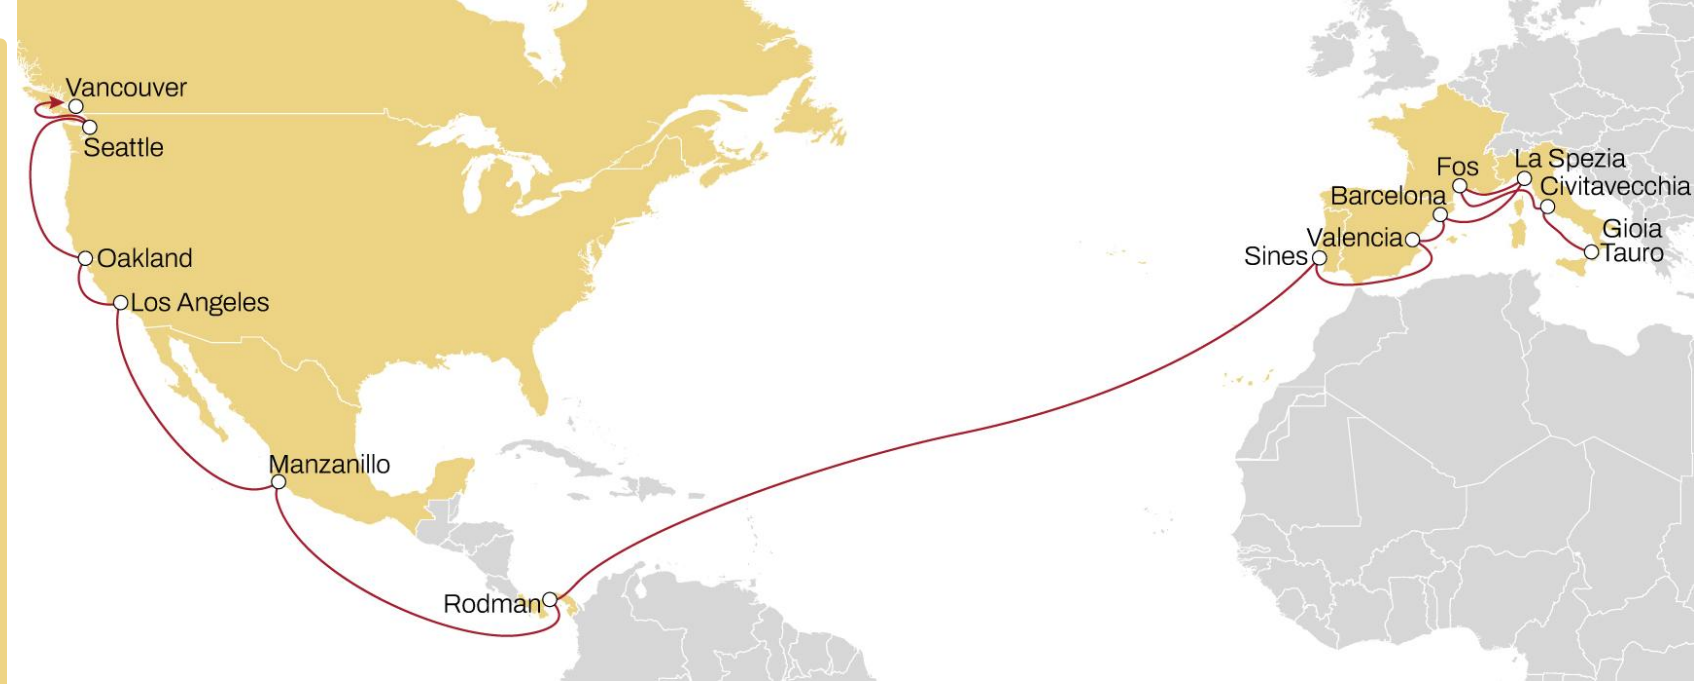 Vancouver
Seattle
Oakland
Los Angeles
Manzanillo
Rodman
Sines
Valencia
Barcelona
Fos
La Spezia
Civitavecchia
Gioia
Tauro